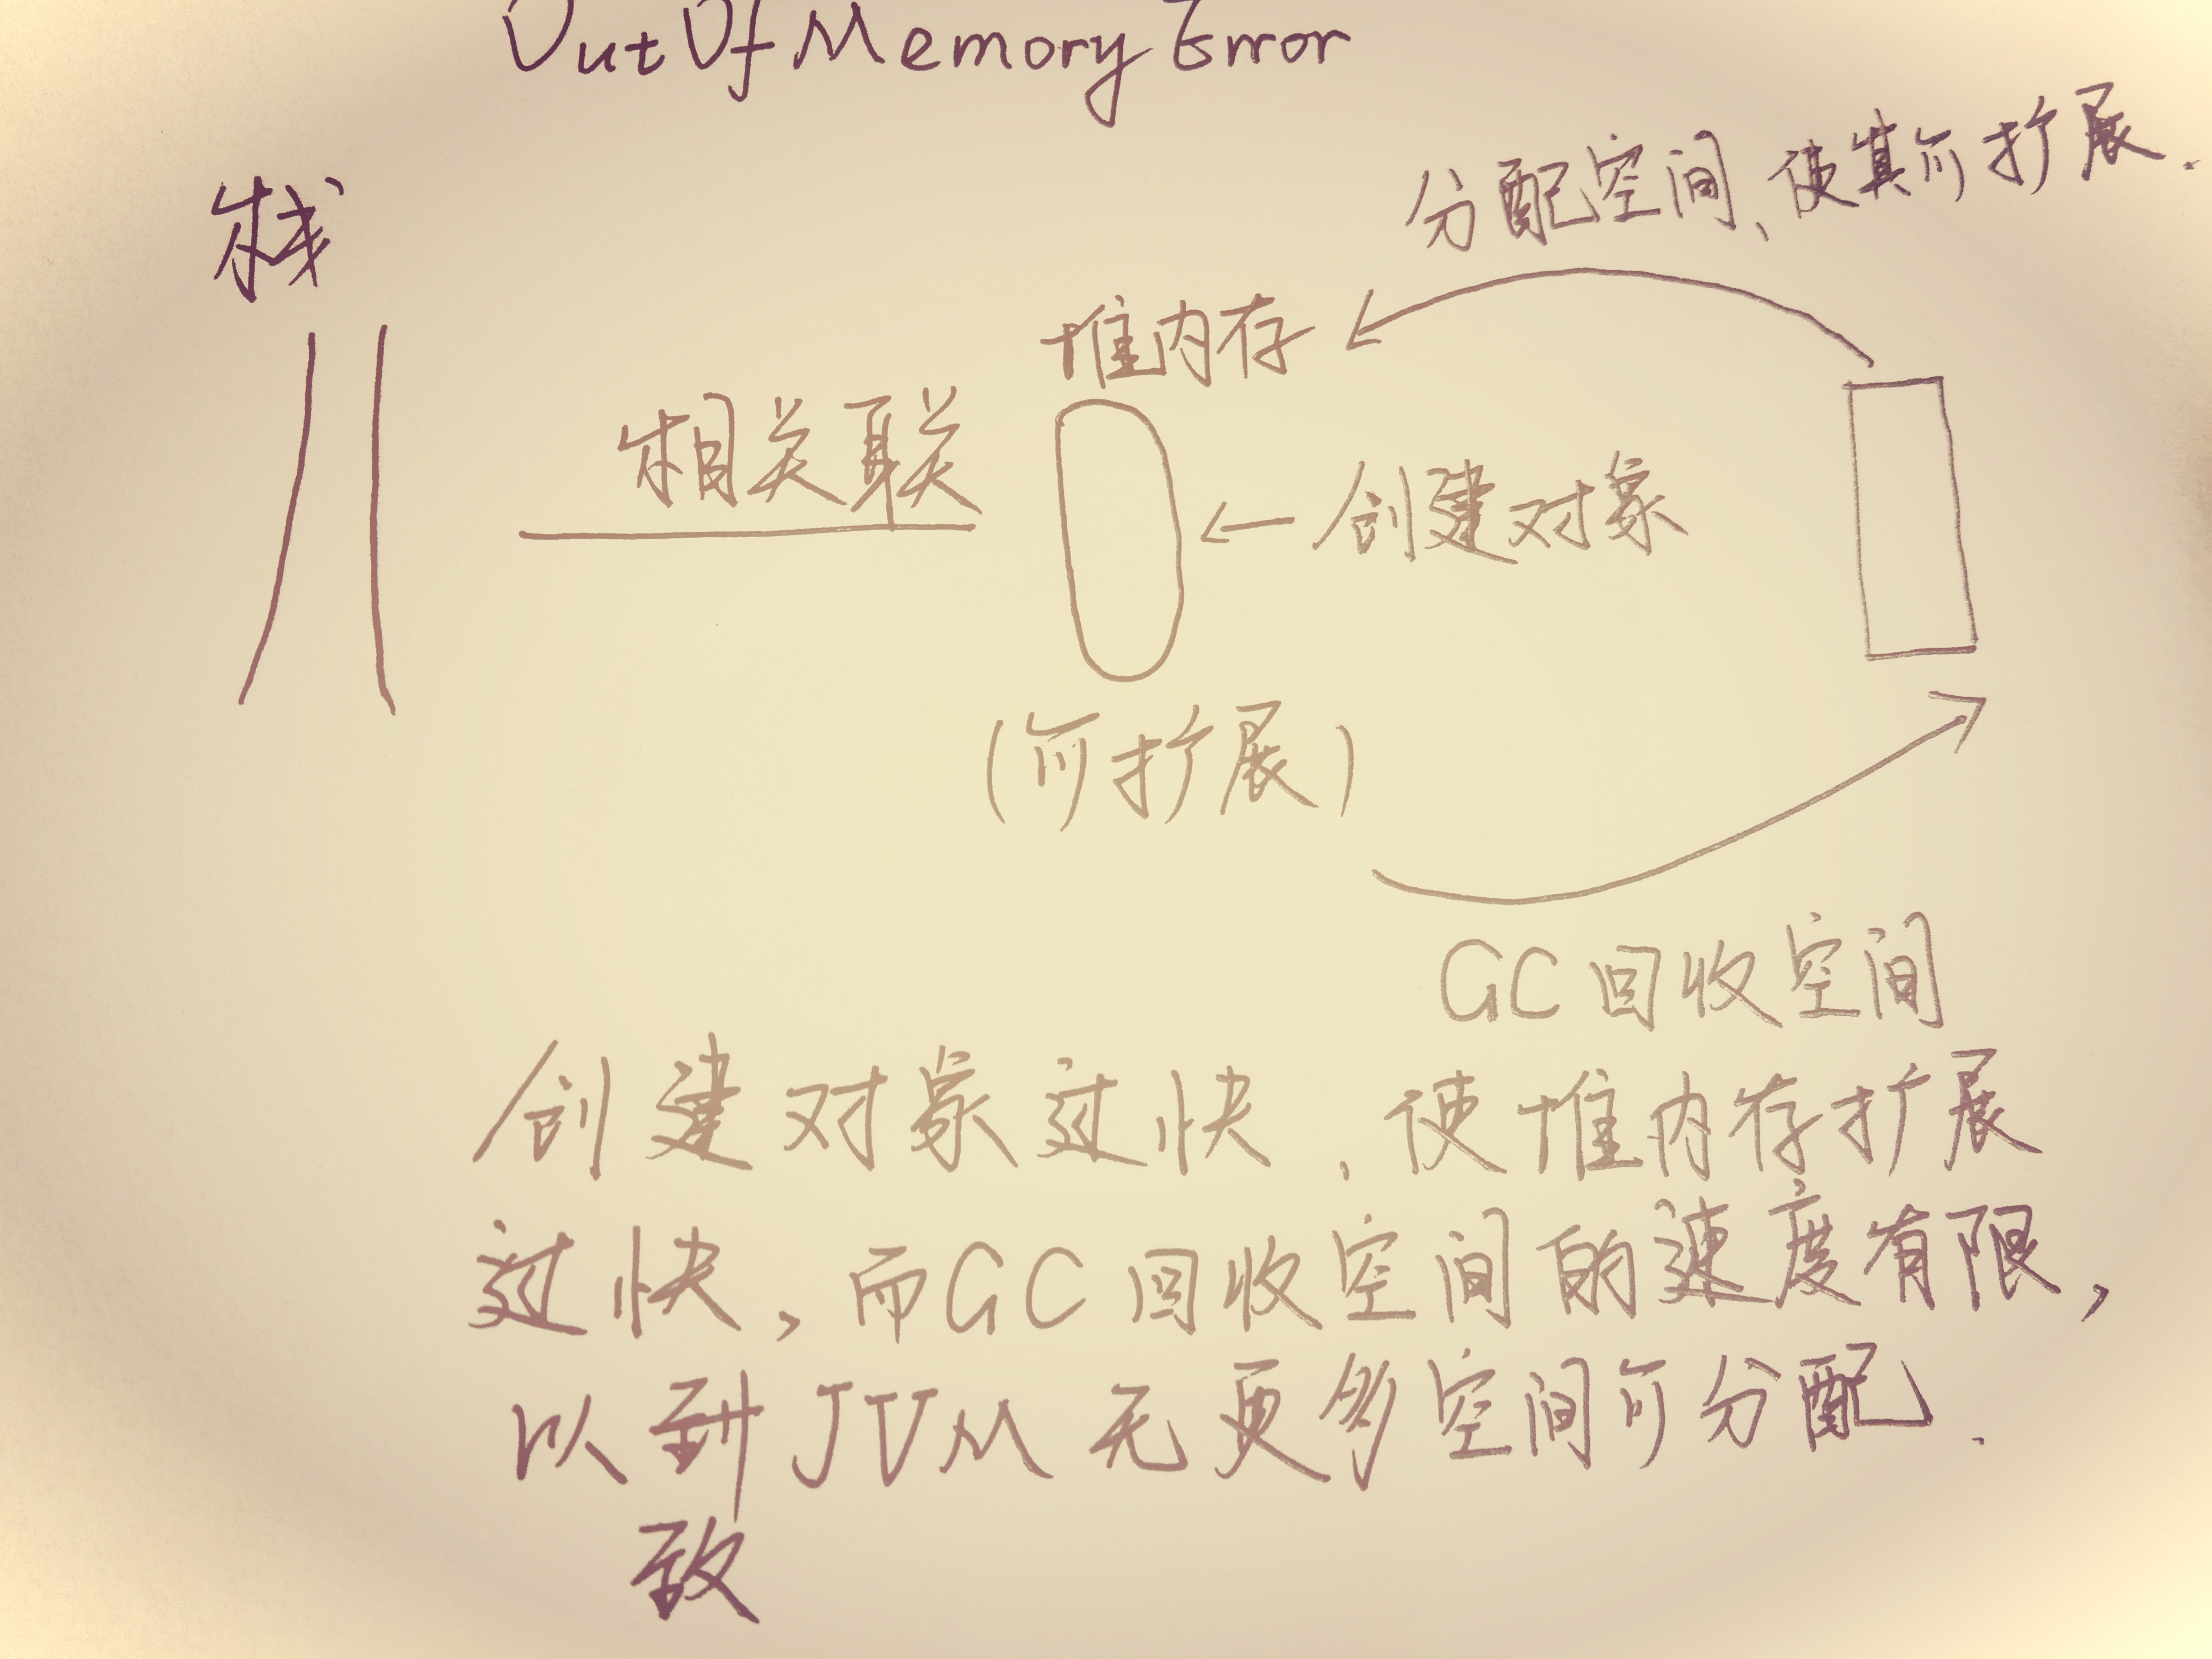 OutOfMemoryError
分配空间、使其可扩展.
栈
堆内存
相关联
创建对象
(可扩展)
GC回收空间
创建对象过快,使堆内存扩展
过快,而GC回收空间的速度有限,
以到JVM无更多空间可分配.
致